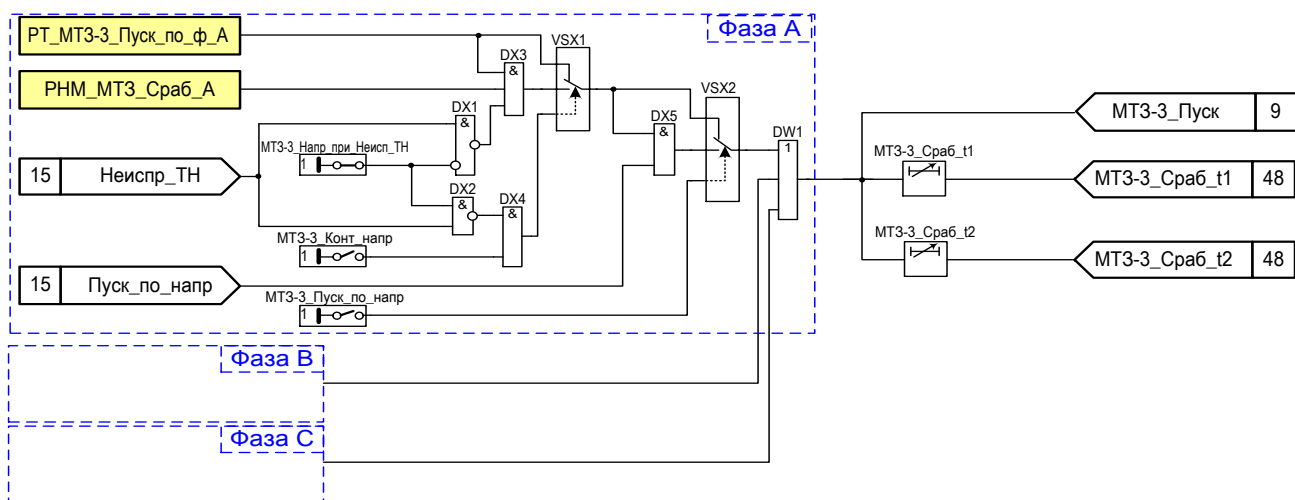 Фаза А
РТ_МТЗ-3_Пуск_по_ф_А
РНМ_МТЗ_Сраб_А
15 Неиспр_ТН
15 Пуск_по_напр
МТЗ-3_Напр_при_Неисп_ТН
1
МТЗ-3_Конт_напр
1
МТЗ-3_Пуск_по_напр
1
DX1
&
DX2
&
DX3
&
DX4
&
VSX1
DX5
&
VSX2
DW1
1
МТЗ-3_Сраб_t1
МТЗ-3_Сраб_t2
МТЗ-3_Пуск 9
МТЗ-3_Сраб_t1 48
МТЗ-3_Сраб_t2 48
Фаза В
Фаза С